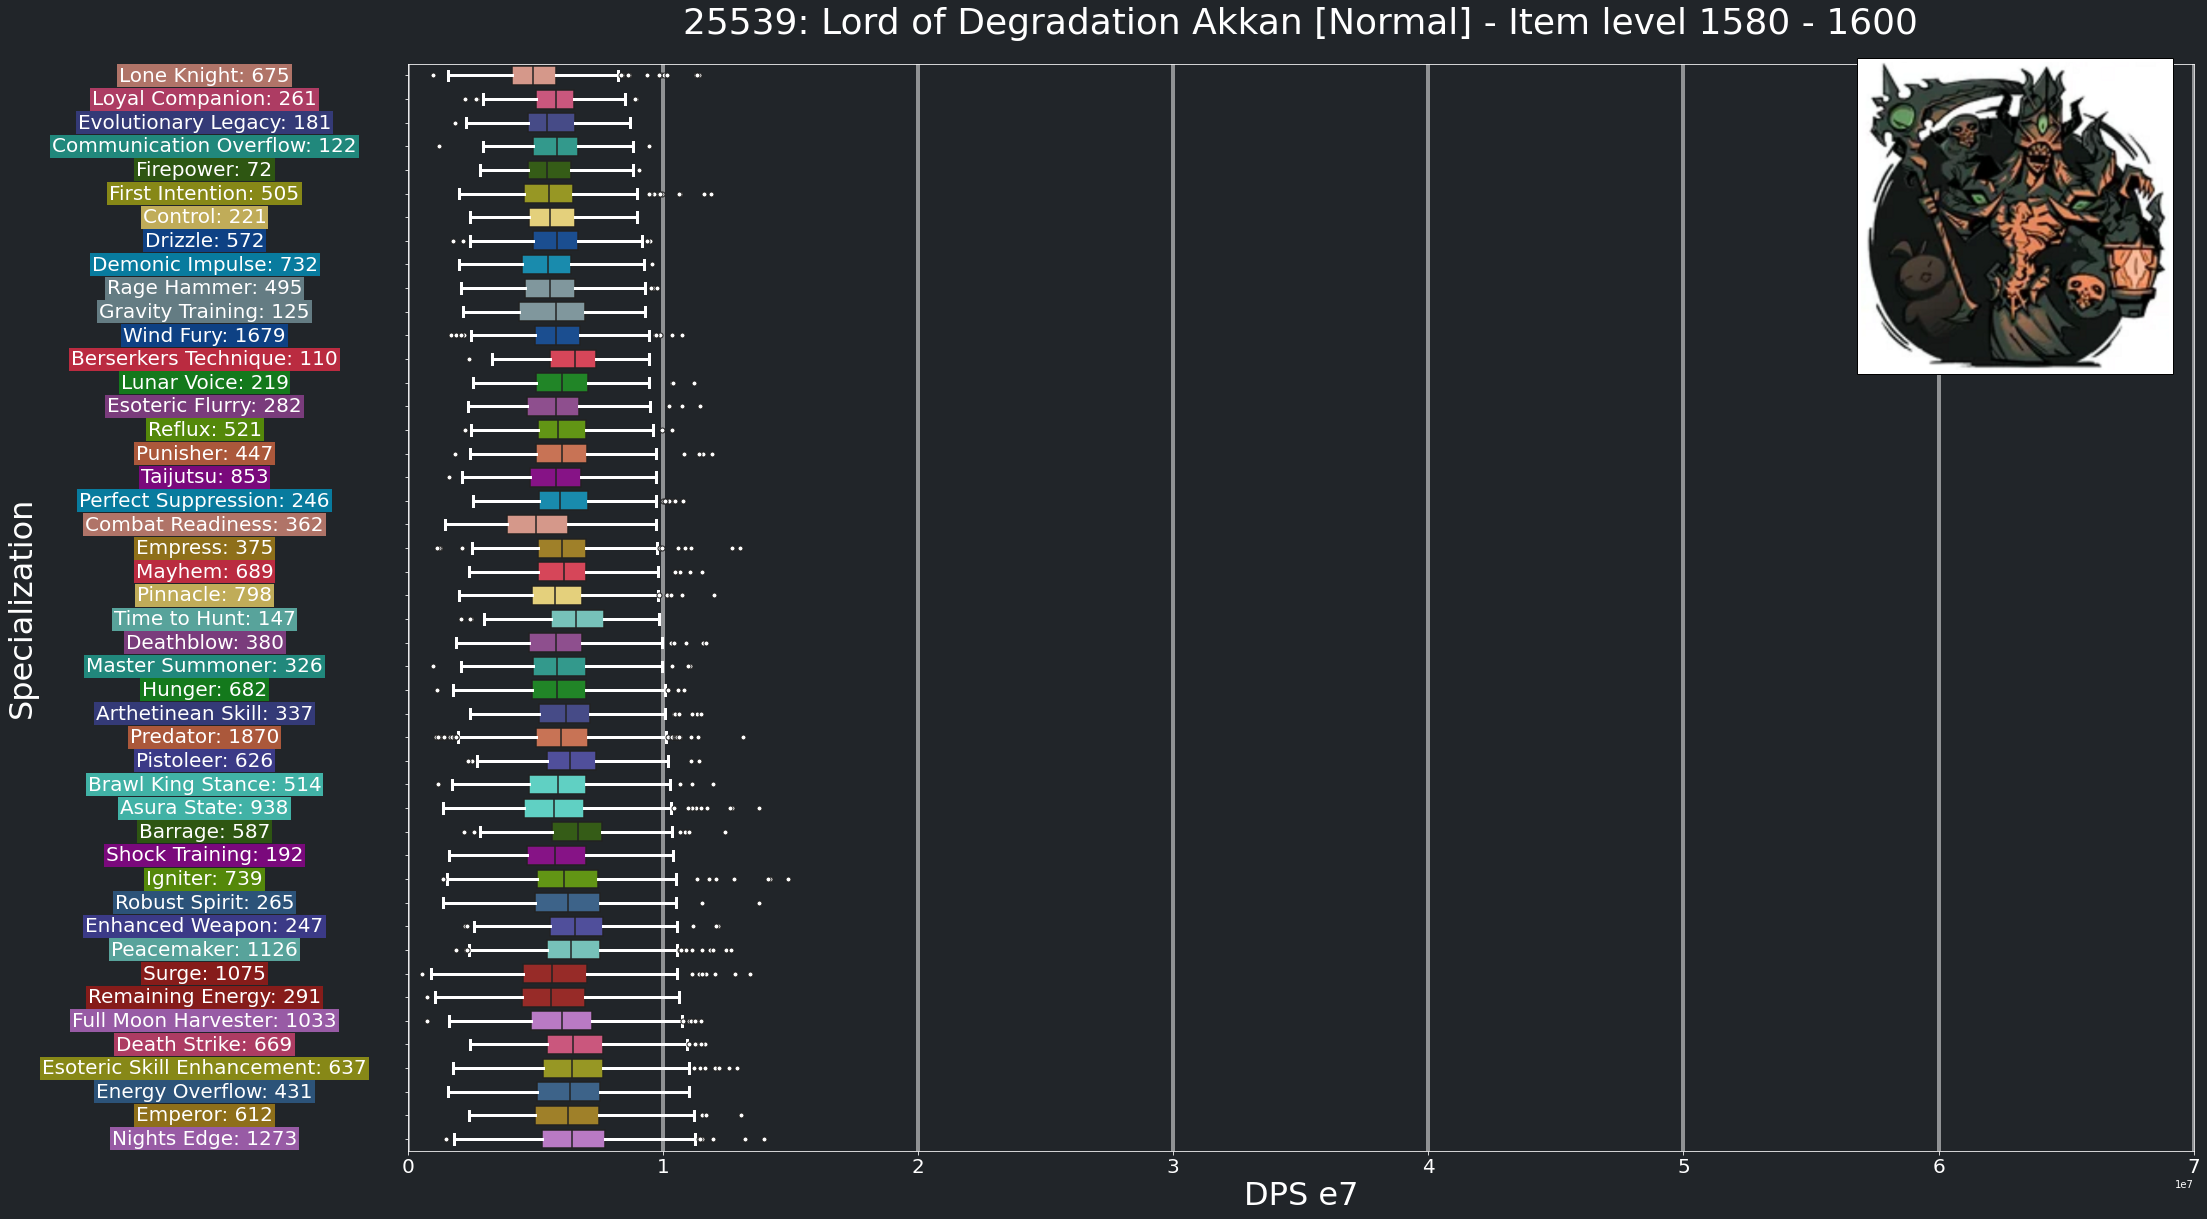 25539: Lord of Degradation Akkan [Normal] - Item level 1580 - 1600
Specialization
Lone Knight: 675
Loyal Companion: 261
Evolutionary Legacy: 181
Communication Overflow: 122
Firepower: 72
First Intention: 505
Control: 221
Drizzle: 572
Demonic Impulse: 732
Rage Hammer: 495
Gravity Training: 125
Wind Fury: 1679
Berserkers Technique: 110
Lunar Voice: 219
Esoteric Flurry: 282
Reflux: 521
Punisher: 447
Taijutsu: 853
Perfect Suppression: 246
Combat Readiness: 362
Empress: 375
Mayhem: 689
Pinnacle: 798
Time to Hunt: 147
Deathblow: 380
Master Summoner: 326
Hunger: 682
Arthetinean Skill: 337
Predator: 1870
Pistoleer: 626
Brawl King Stance: 514
Asura State: 938
Barrage: 587
Shock Training: 192
Igniter: 739
Robust Spirit: 265
Enhanced Weapon: 247
Peacemaker: 1126
Surge: 1075
Remaining Energy: 291
Full Moon Harvester: 1033
Death Strike: 669
Esoteric Skill Enhancement: 637
Energy Overflow: 431
Emperor: 612
Nights Edge: 1273
0 1 2 3 4 5 6 7
DPS e7
1e7